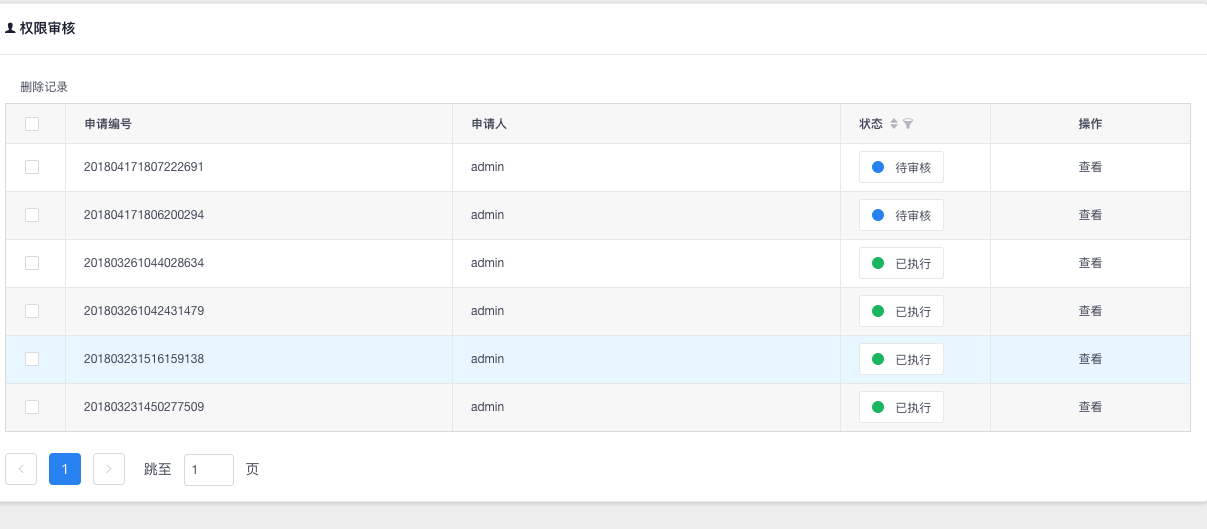 权限审核
删除记录
申请编号 申请人 状态 操作
201804171807222691 admin 待审核 查看
201804171806200294 admin 待审核 查看
201803261044028634 admin 已执行 查看
201803261042431479 admin 已执行 查看
201803231516159138 admin 已执行 查看
201803231450277509 admin 已执行 查看
1 跳至 1 页